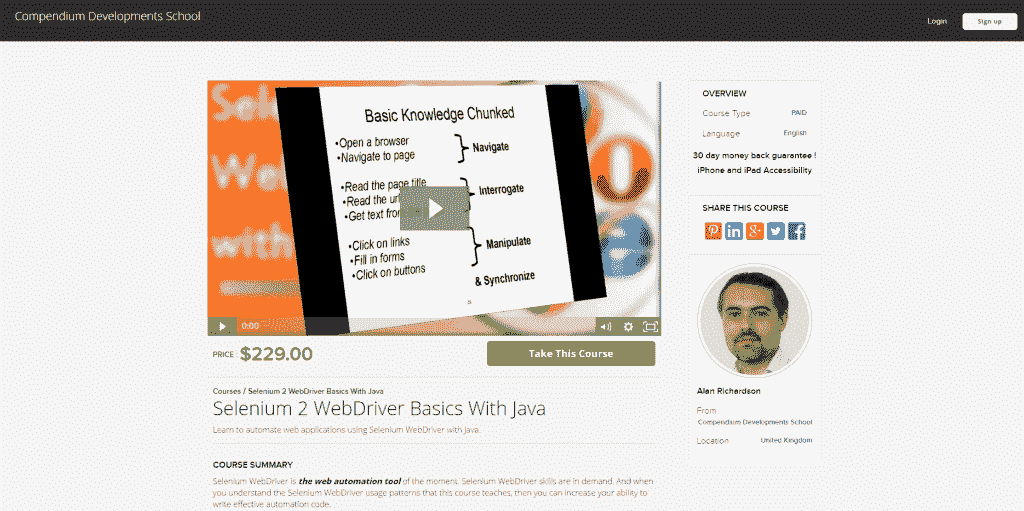 Compendium Developments School
Login
Sign up
Sele
We
with
Basic Knowledge Chunked
•Open a browser
•Navigate to page
Navigate
•Read the page title
•Read the
•Get text
Interrogate
•Click on links
•Fill in forms
•Click on buttons
Manipulate
& Synchronize
0:00
PRICE : $229.00
Take This Course
Courses / Selenium 2 WebDriver Basics With Java
Selenium 2 WebDriver Basics With Java
Learn to automate web applications using Selenium WebDriver with Java.
COURSE SUMMARY
Selenium WebDriver is the web automation tool of the moment. Selenium WebDriver skills are in demand. And when
you understand the Selenium WebDriver usage patterns that this course teaches, then you can increase your ability to
write effective automation code.
OVERVIEW
Course Type PAID
Language English
30 day money back guarantee !
iPhone and iPad Accessibility
SHARE THIS COURSE
Alan Richardson
From
Compendium Developments School
Location United Kingdom